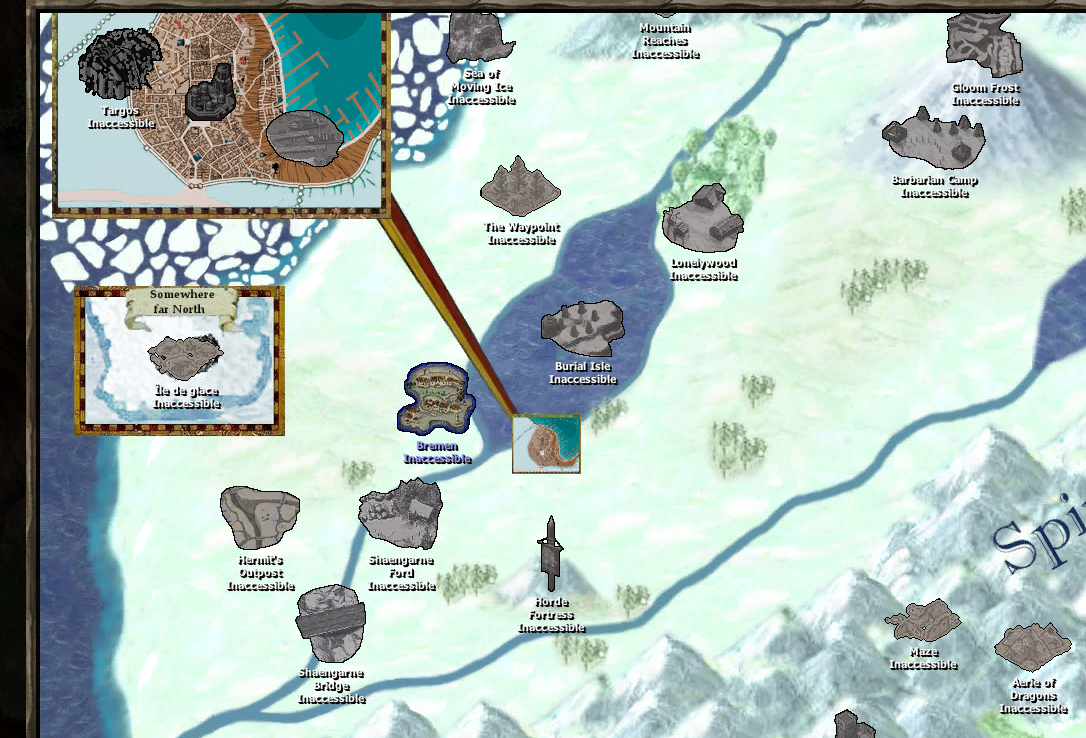 Mountain
Reaches
Inaccessible
Sea of
Moving Ice
Inaccessible
Gloom Frost
Inaccessible
Targos
Inaccessible
Barbarian Camp
Inaccessible
The Waypoint
Inaccessible
Lonelywood
Inaccessible
Somewhere
far North
Île de glace
Inaccessible
Burial Isle
Inaccessible
Bremen
Inaccessible
Spi
Hermit's
Outpost
Inaccessible
Shaengarne
Ford
Inaccessible
Horde
Fortress
Inaccessible
Shaengarne
Bridge
Inaccessible
Maze
Inaccessible
Aerie of
Dragons
Inaccessible